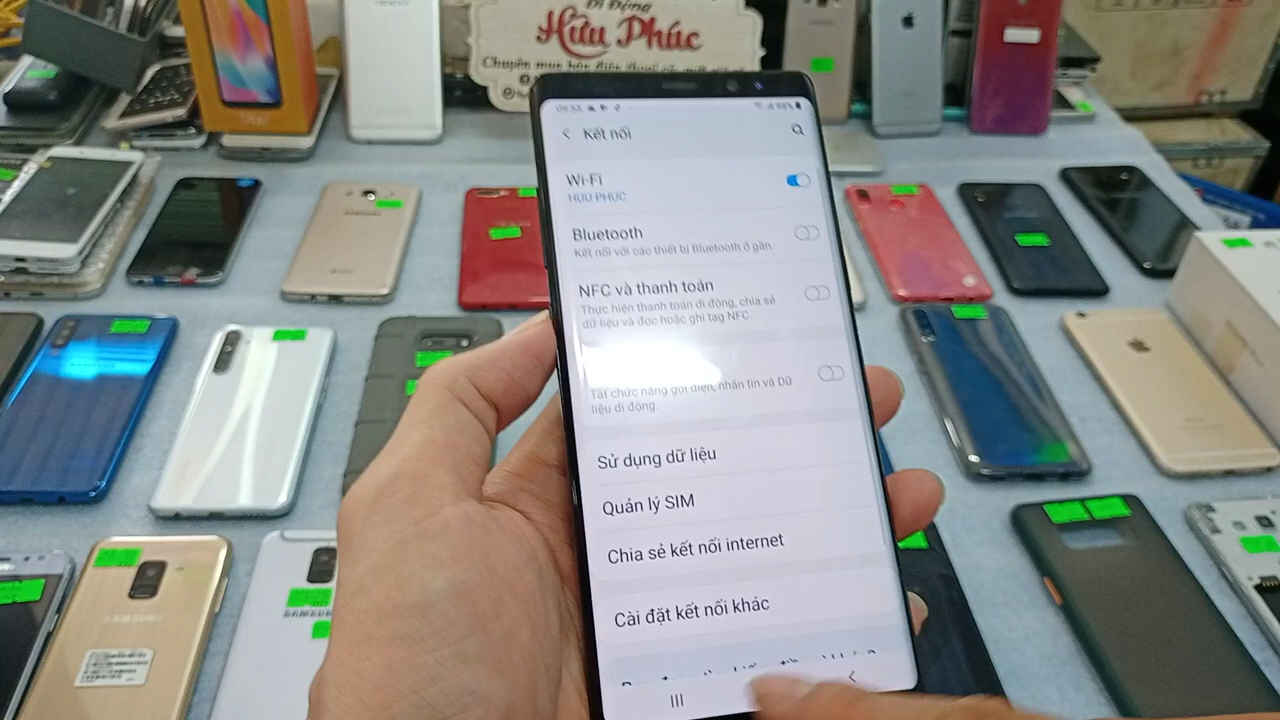 Di Động
Hữu Phúc
Kết nối
Wi-Fi
HUU PHUC
Bluetooth
Kết nối với các thiết bị Bluetooth ở gần.
NFC và thanh toán
Thực hiện thanh toán di động, chia sẻ
dữ liệu và đọc hoặc ghi tag NFC.
Tắt chức năng gọi điện, nhắn tin và Dữ
liệu di động.
Sử dụng dữ liệu
Quản lý SIM
Chia sẻ kết nối internet
Cài đặt kết nối khác
SAMSUNG
SAMSUNG
SAMSUNG